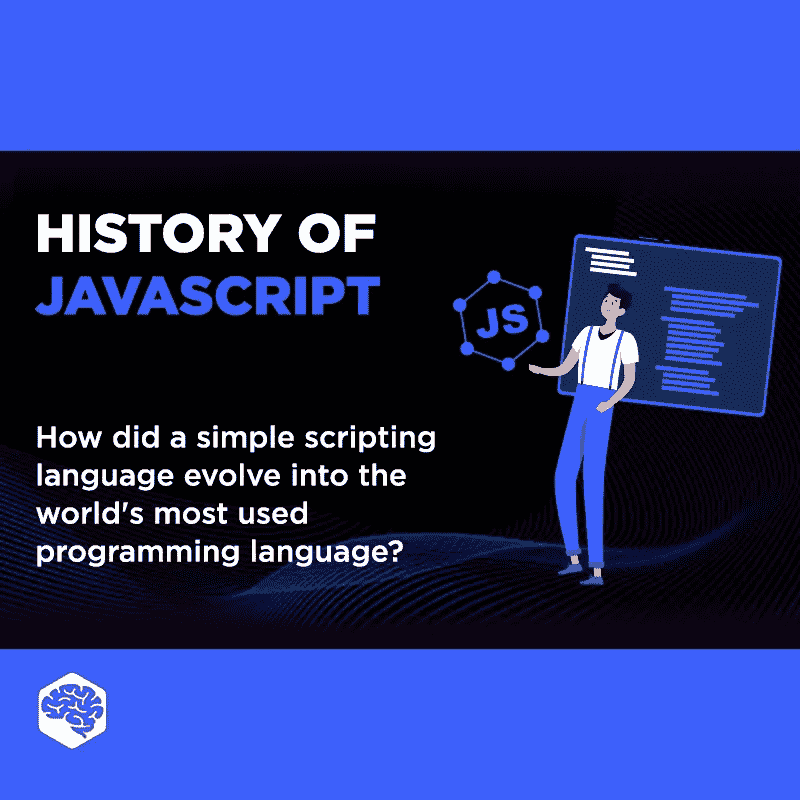 HISTORY OF
JAVASCRIPT
JS
How did a simple scripting
language evolve into the
world's most used
programming language?